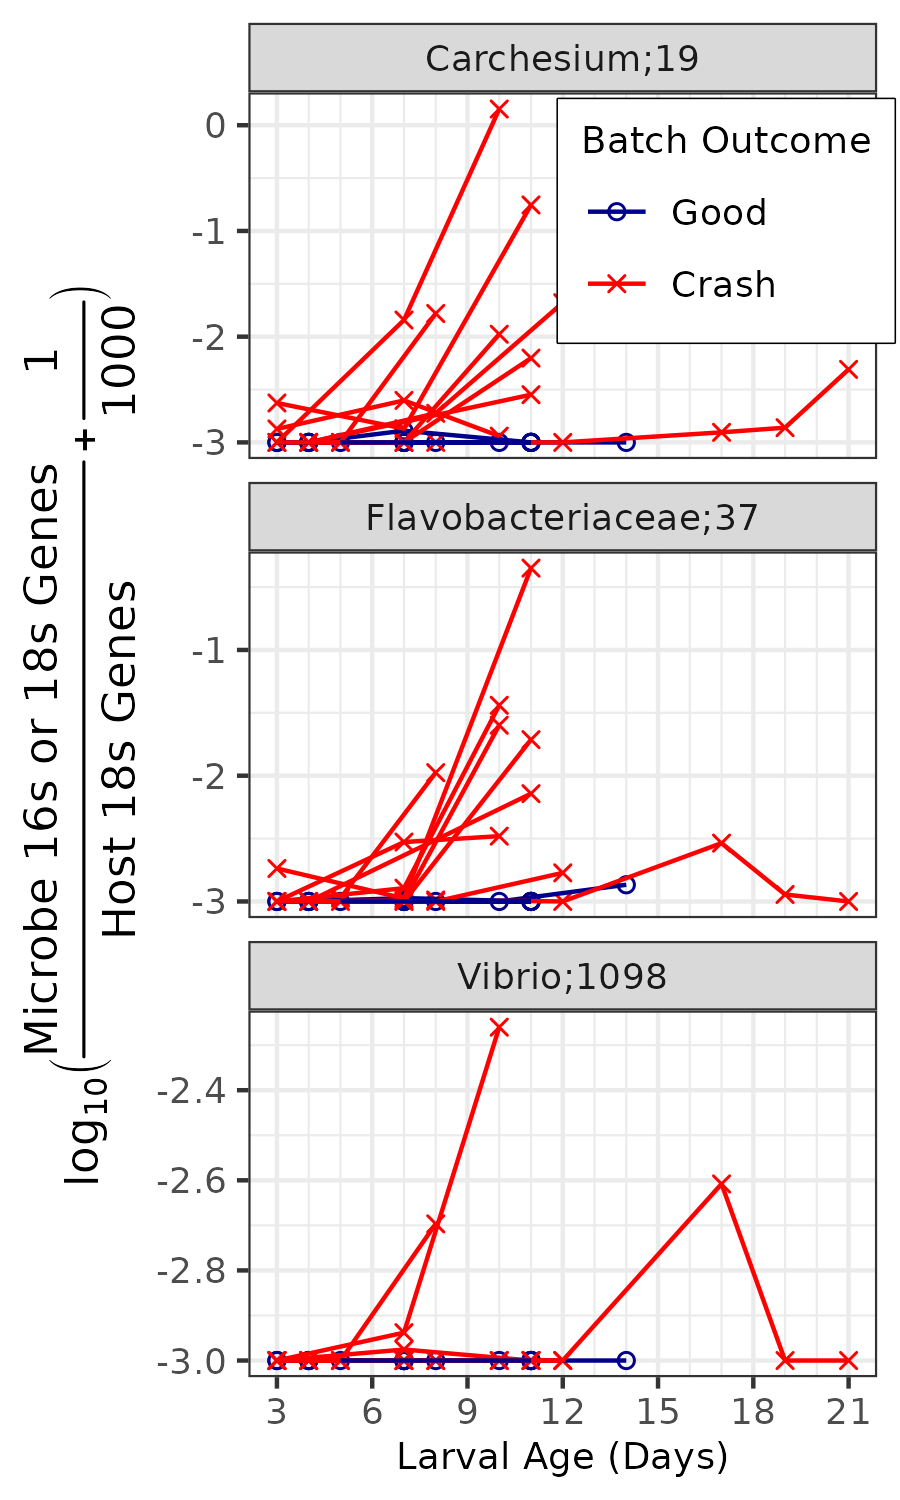 Carchesium;19
0
-1
-2
-3
Batch Outcome
Good
Crash
Flavobacteriaceae;37
-1
-2
-3
Vibrio;1098
-2.4
-2.6
-2.8
-3.0
3 6 9 12 15 18 21
Larval Age (Days)
log10(Microbe 16s or 18s Genes
Host 18s Genes
+
1
1000
)